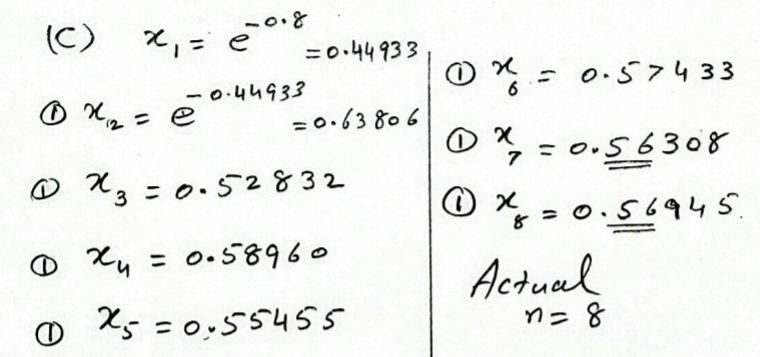 (C) x₁ = e^-0.8 = 0.44933
① x₂ = e^-0.44933 = 0.63806
① x₃ = 0.52832
① x₄ = 0.58960
① x₅ = 0.55455
① x₆ = 0.57433
① x₇ = 0.56308
① x₈ = 0.56945.
Actual
n = 8